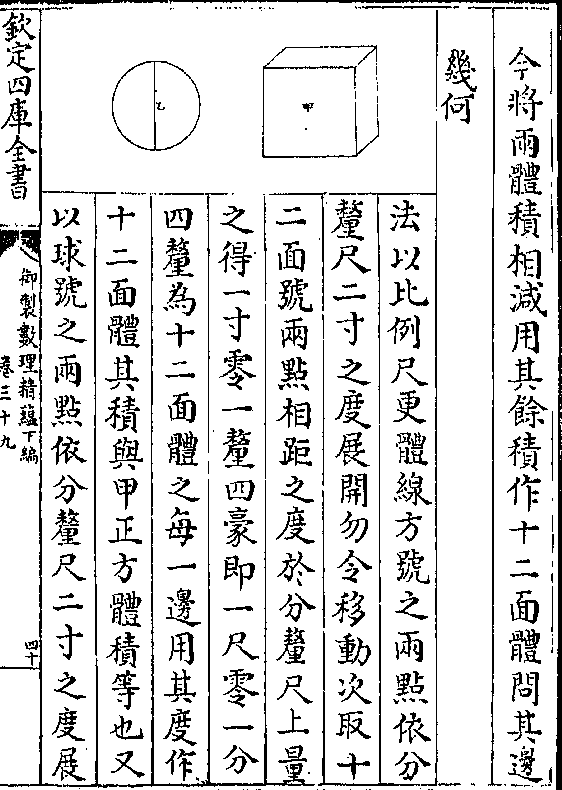 今將兩體積相減用其餘積作十二面體問其邊
幾何
甲
乙
法以比例尺更體線方號之兩點依分
釐尺二寸之度展開勿令移動次取十
二面號兩點相距之度於分釐尺上量
之得一寸零一釐四豪即一尺零一分
四釐為十二面體之每一邊用其度作
十二面體其積與甲正方體積等也又
以球號之兩點依分釐尺二寸之度展
欽定四庫全書
御製數理精蘊下編
卷三十九
四十